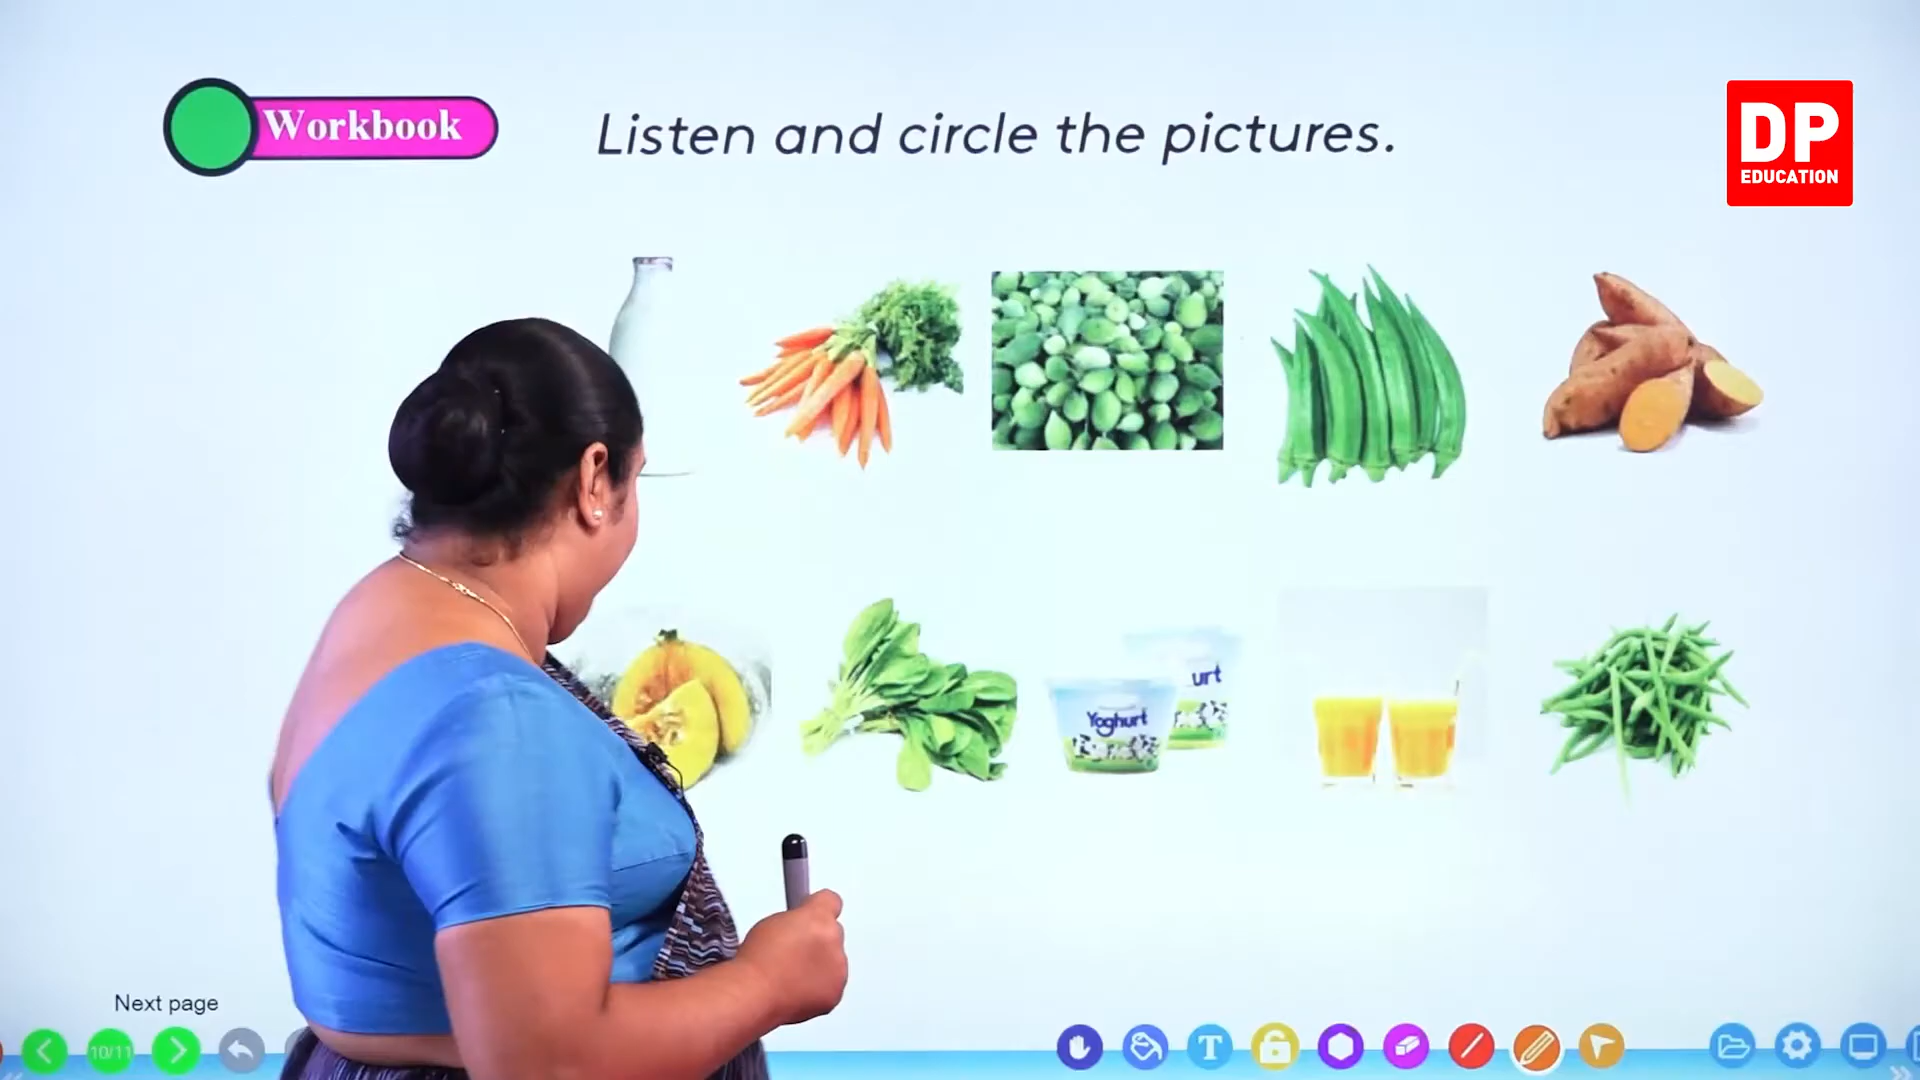 Workbook
Listen and circle the pictures.
DP
EDUCATION
urt
Yoghurt
Next page
10/11
T